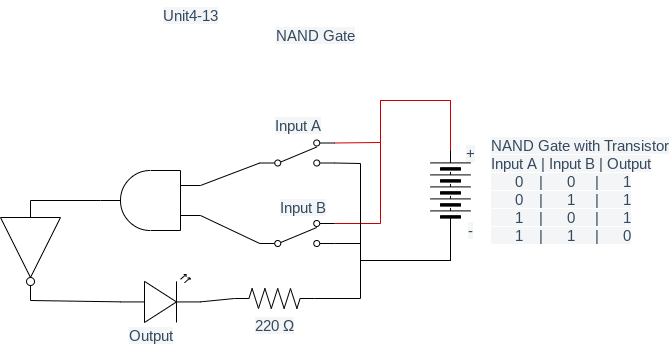 Unit4-13
NAND Gate
Input A
Input B
+
-
Output
220 Ω
NAND Gate with Transistor
Input A | Input B | Output
0 | 0 | 1
0 | 1 | 1
1 | 0 | 1
1 | 1 | 0